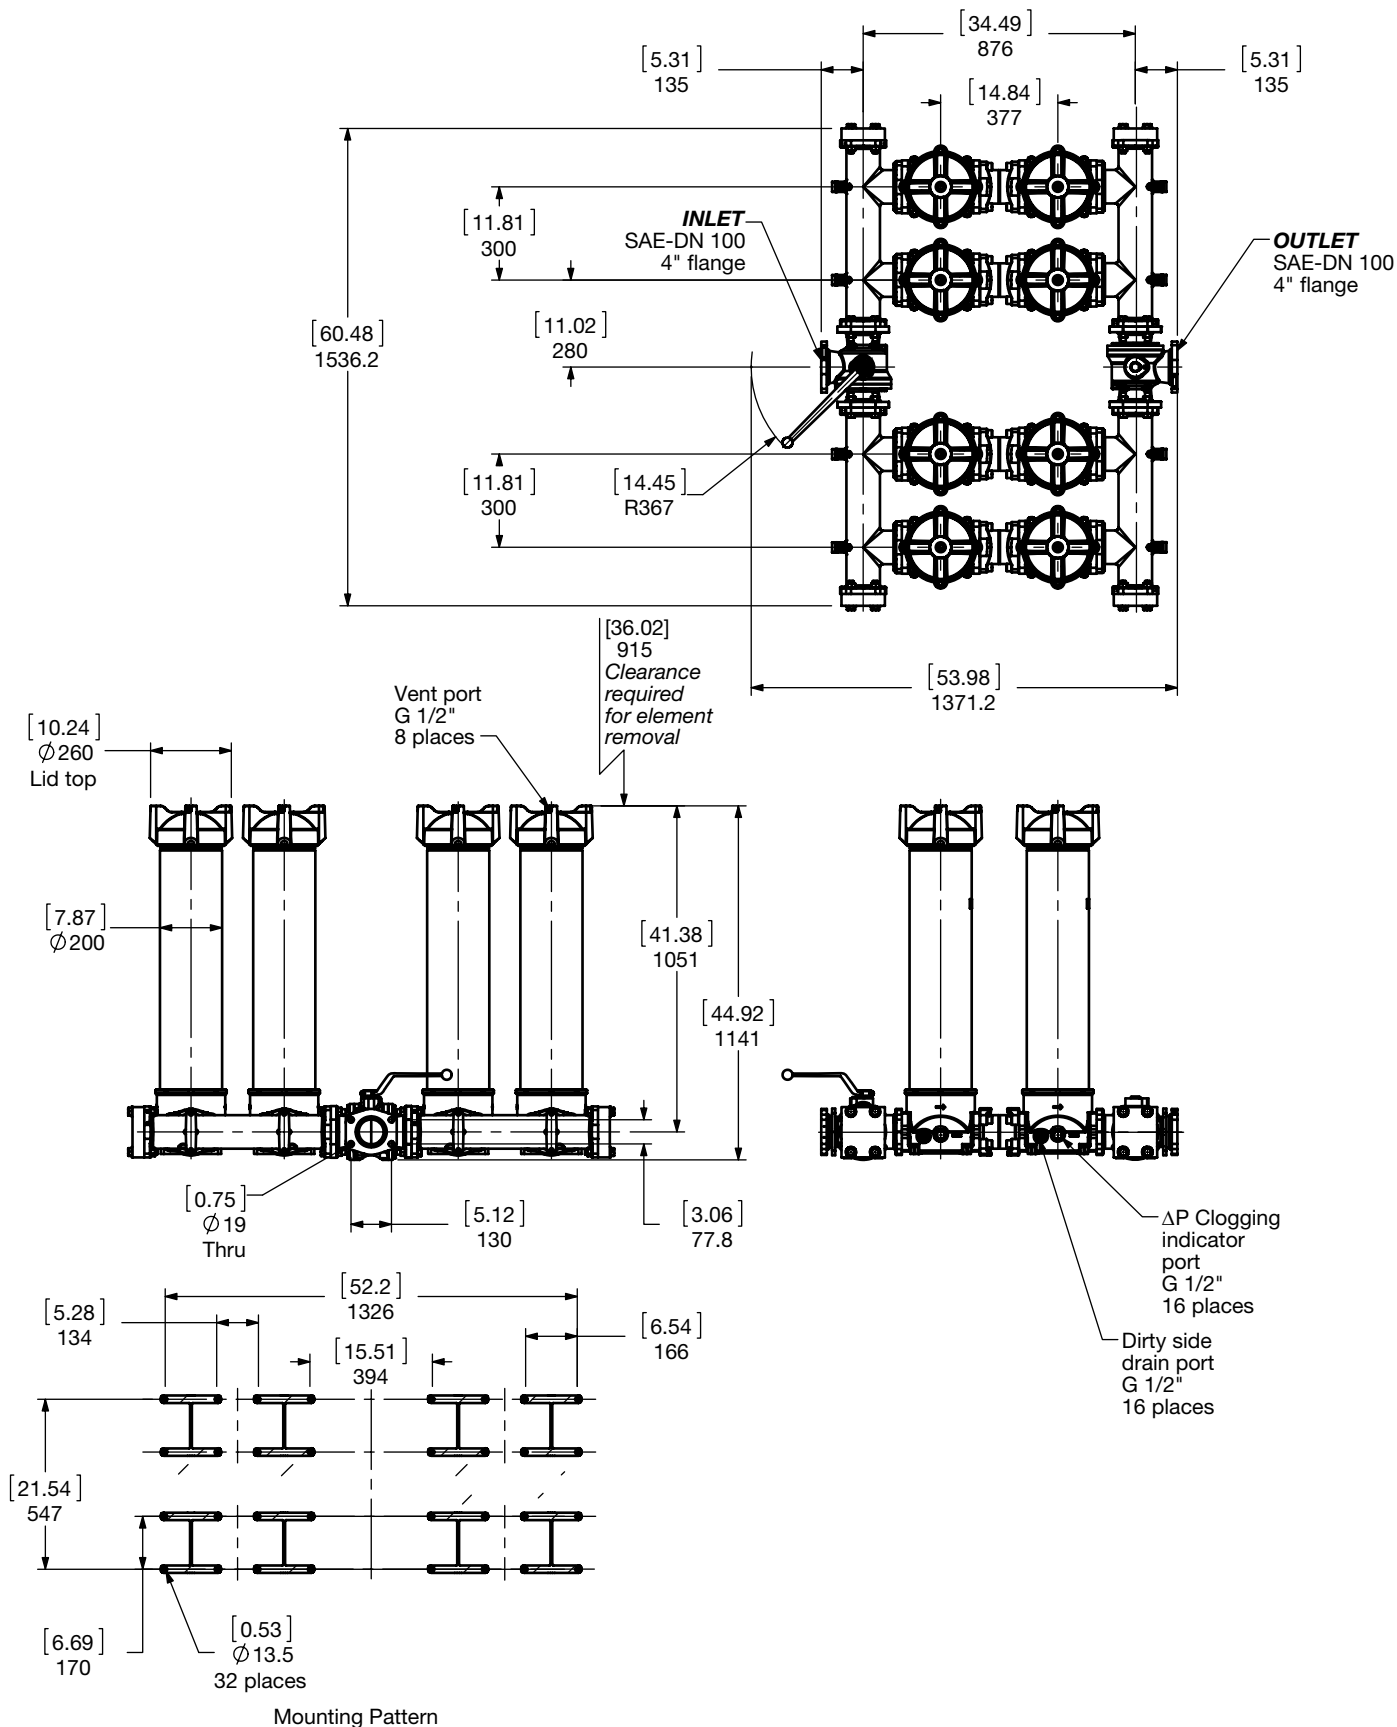 [34.49]
876
[5.31]
135
[5.31]
135
[14.84]
377
[11.81]
300
INLET
SAE-DN 100
4" flange
OUTLET
SAE-DN 100
4" flange
[60.48]
1536.2
[11.02]
280
[11.81]
300
[14.45]
R367
[36.02]
915
Clearance
required
for element
removal
[53.98]
1371.2
Vent port
G 1/2"
8 places
[10.24]
∅260
Lid top
[7.87]
∅200
[41.38]
1051
[44.92]
1141
[0.75]
∅19
Thru
[5.12]
130
[3.06]
77.8
ΔP Clogging
indicator
port
G 1/2"
16 places
Dirty side
drain port
G 1/2"
16 places
[52.2]
1326
[5.28]
134
[15.51]
394
[6.54]
166
[21.54]
547
[6.69]
170
[0.53]
∅13.5
32 places
Mounting Pattern